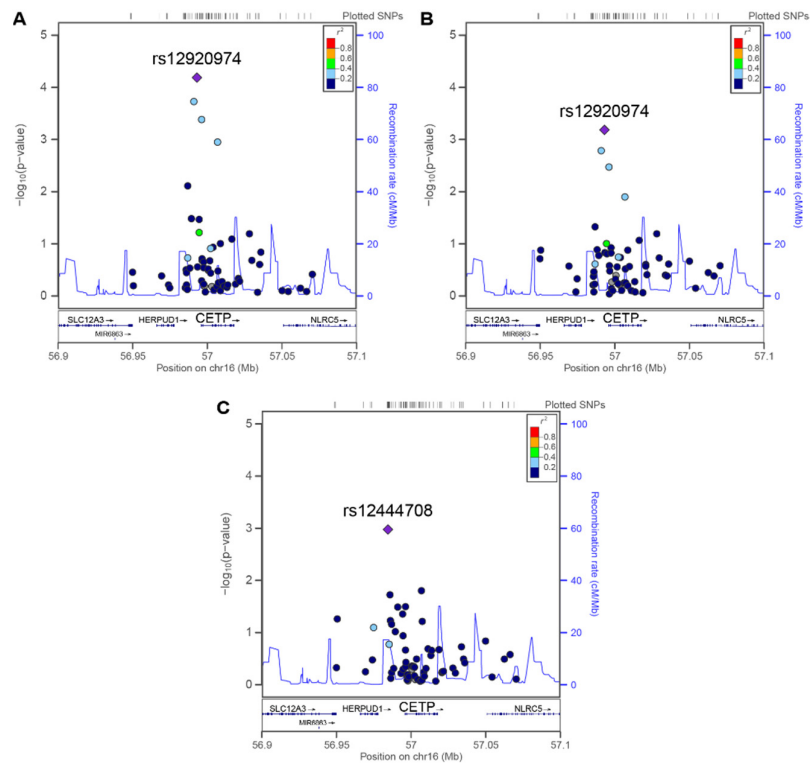 A
Plotted SNPs
5
4
3
2
1
0
−log10(p-value)
100
80
60
40
20
0
Recombination rate (cM/Mb)
r²
0.8
0.6
0.4
0.2
rs12920974
SLC12A3→
HERPUD1→
CETP→
NLRC5→
MIR6863→
56.9
56.95
57
57.05
57.1
Position on chr16 (Mb)
B
Plotted SNPs
5
4
3
2
1
0
−log10(p-value)
100
80
60
40
20
0
Recombination rate (cM/Mb)
r²
0.8
0.6
0.4
0.2
rs12920974
SLC12A3→
HERPUD1→
CETP→
NLRC5→
MIR6863→
56.9
56.95
57
57.05
57.1
Position on chr16 (Mb)
C
Plotted SNPs
5
4
3
2
1
0
−log10(p-value)
100
80
60
40
20
0
Recombination rate (cM/Mb)
r²
0.8
0.6
0.4
0.2
rs12444708
SLC12A3→
HERPUD1→
CETP→
NLRC5→
MIR6863→
56.9
56.95
57
57.05
57.1
Position on chr16 (Mb)